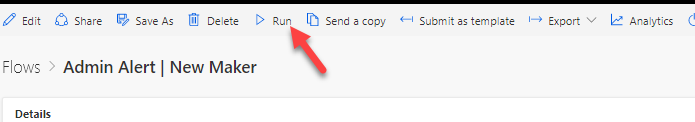 Edit Share Save As Delete Run Send a copy Submit as template Export Analytics
Flows > Admin Alert | New Maker
Details